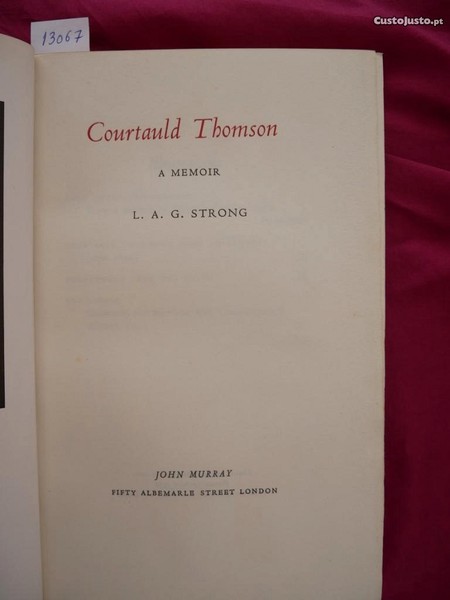 CustoJusto.pt
13067
Courtauld Thomson
A MEMOIR
L. A. G. STRONG
JOHN MURRAY
FIFTY ALBEMARLE STREET LONDON